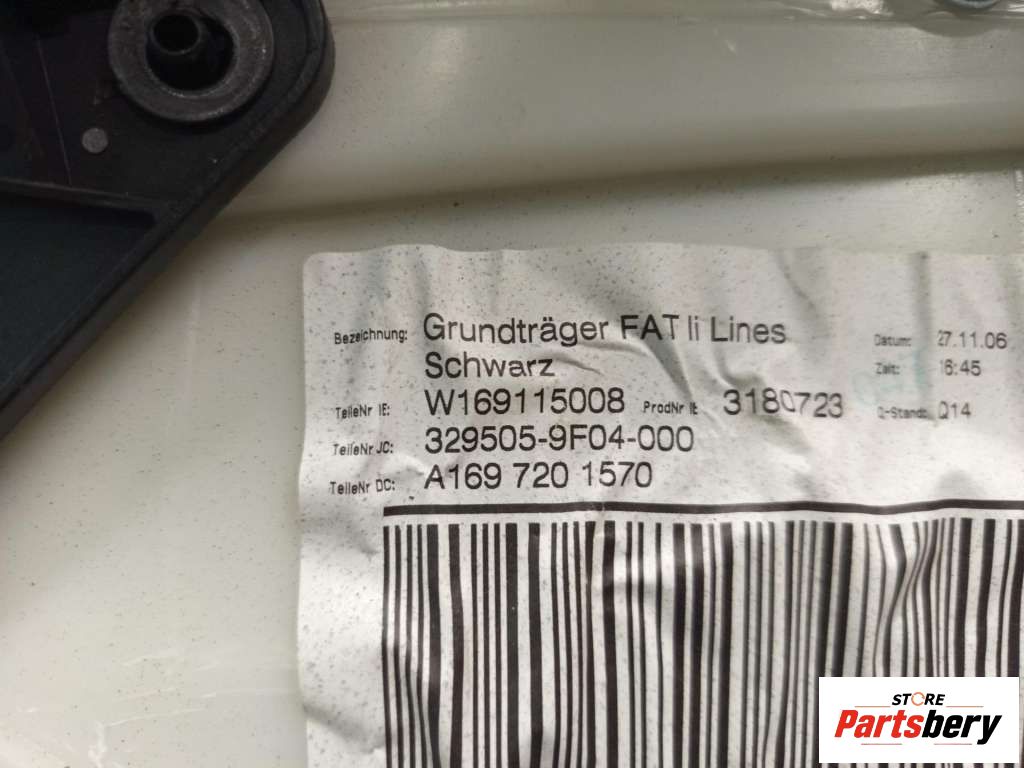 Bezeichnung: Grundträger FAT li Lines
Schwarz
Datum: 27.11.06
Zeit: 16:45
TeileNr IE: W169115008 ProdNr IE 3180723
Q-Stand: Q14
TeileNr JC: 329505-9F04-000
TeileNr DC: A169 720 1570
STORE
Partsbery